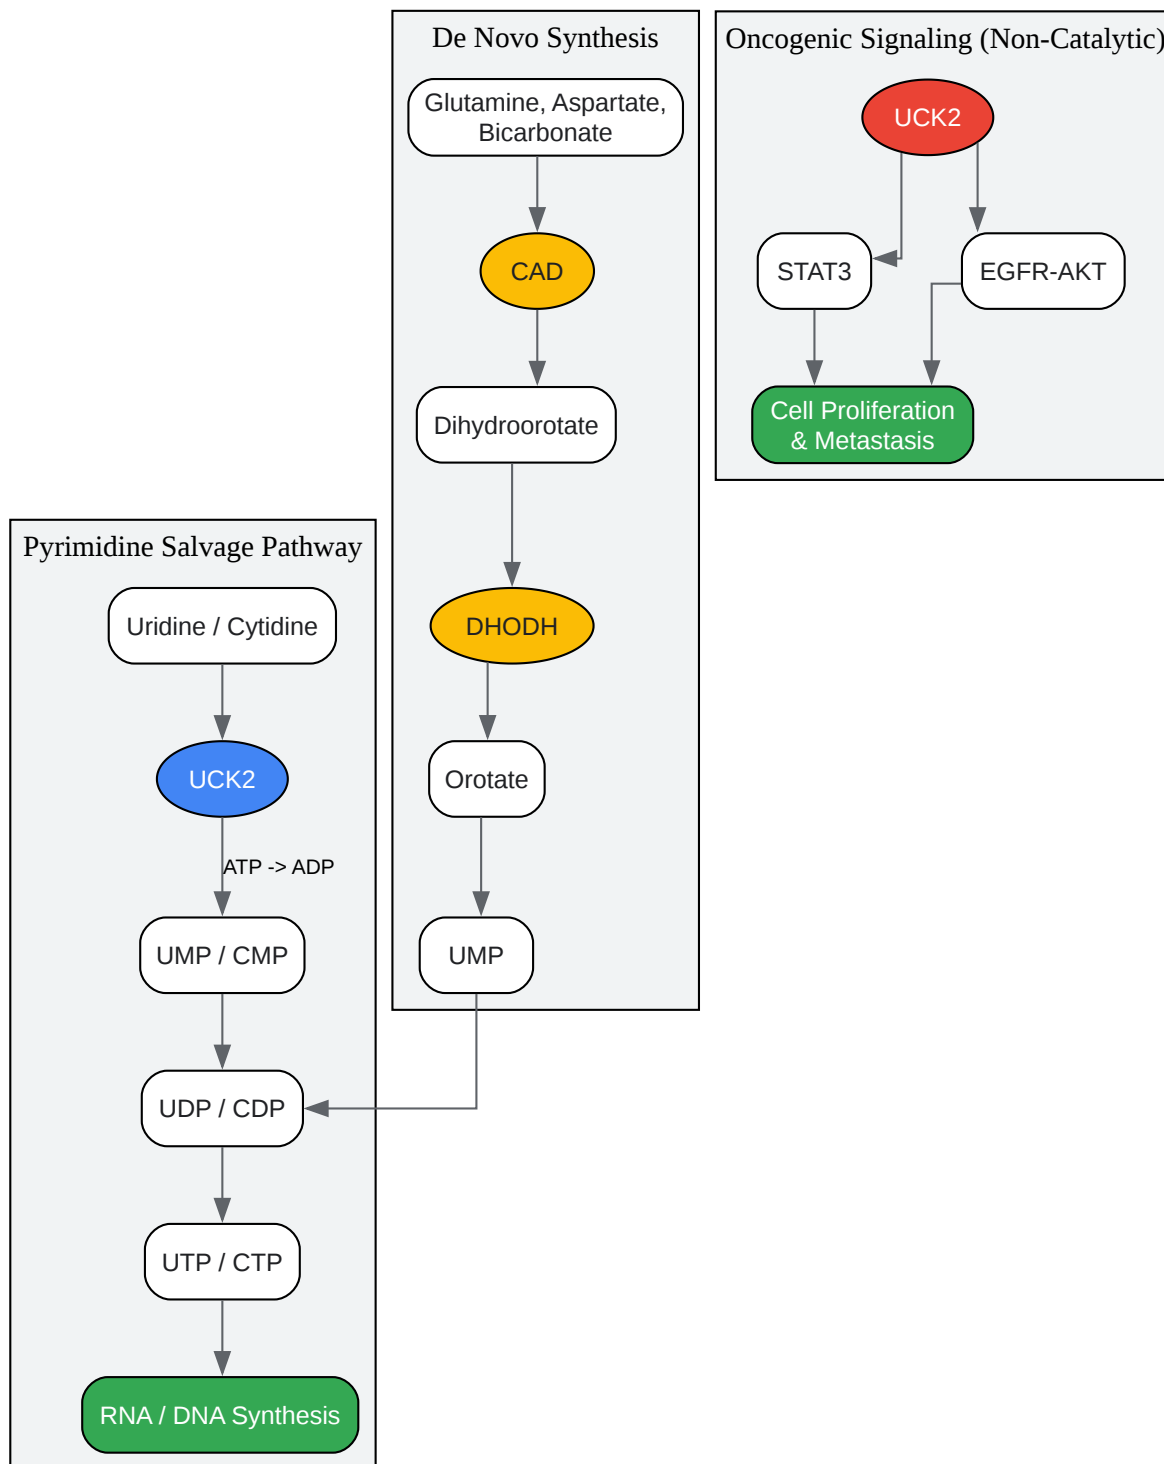 De Novo Synthesis
Glutamine, Aspartate,
Bicarbonate
CAD
Dihydroorotate
DHODH
Orotate
UMP
Oncogenic Signaling (Non-Catalytic)
UCK2
STAT3
EGFR-AKT
Cell Proliferation
& Metastasis
Pyrimidine Salvage Pathway
Uridine / Cytidine
UCK2
ATP -> ADP
UMP / CMP
UDP / CDP
UTP / CTP
RNA / DNA Synthesis